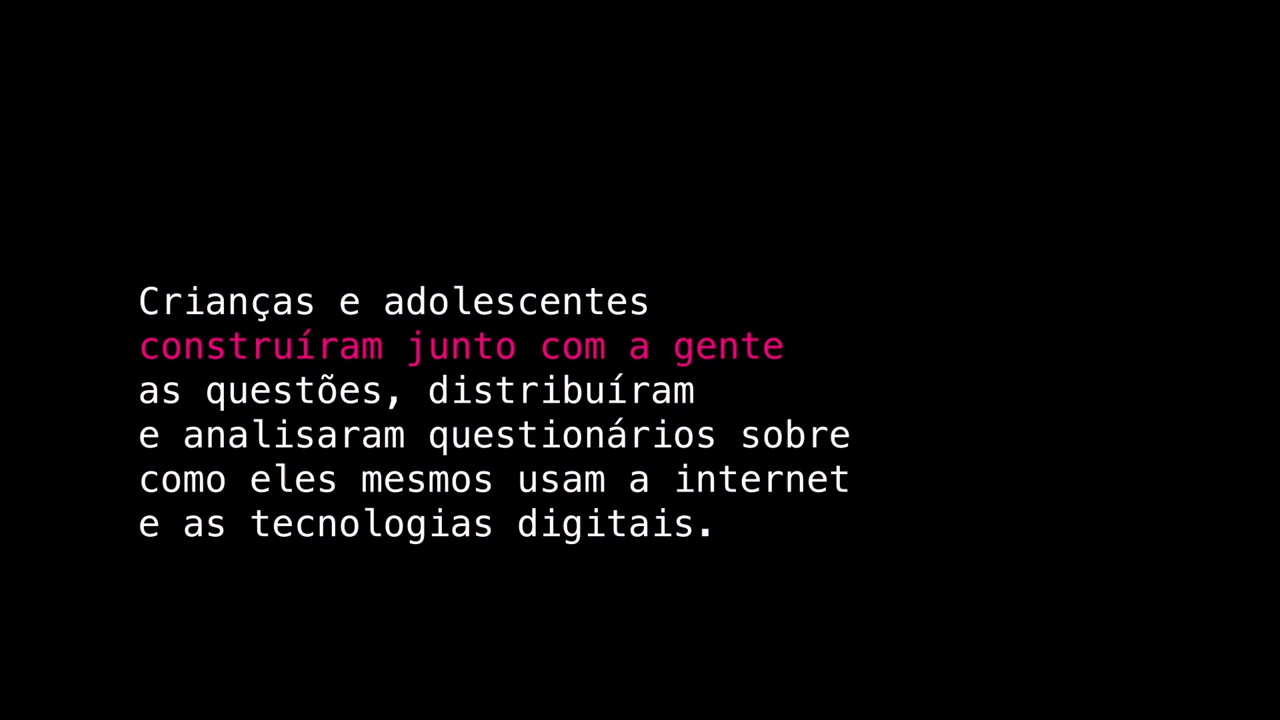 Crianças e adolescentes
construíram junto com a gente
as questões, distribuíram
e analisaram questionários sobre
como eles mesmos usam a internet
e as tecnologias digitais.